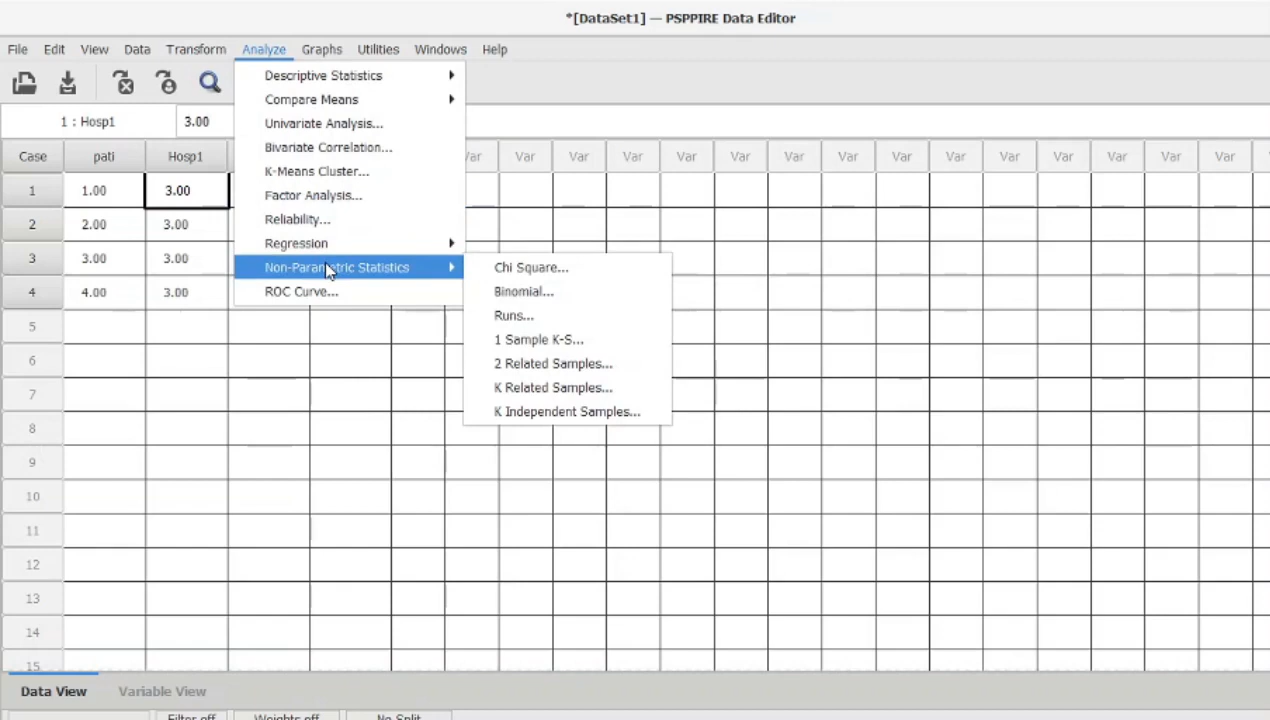 *[DataSet1] — PSPPIRE Data Editor
File Edit View Data Transform Analyze Graphs Utilities Windows Help
Descriptive Statistics
Compare Means
Univariate Analysis...
Bivariate Correlation...
K-Means Cluster...
Factor Analysis...
Reliability...
Regression
Non-Parametric Statistics
ROC Curve...
Chi Square...
Binomial...
Runs...
1 Sample K-S...
2 Related Samples...
K Related Samples...
K Independent Samples...
1 : Hosp1 3.00
Case pati Hosp1 Var Var Var Var Var Var Var Var Var Var Var Var Var Var Var
1 1.00 3.00
2 2.00 3.00
3 3.00 3.00
4 4.00 3.00
5
6
7
8
9
10
11
12
13
14
15
Data View Variable View
Filter off Weights off No Split